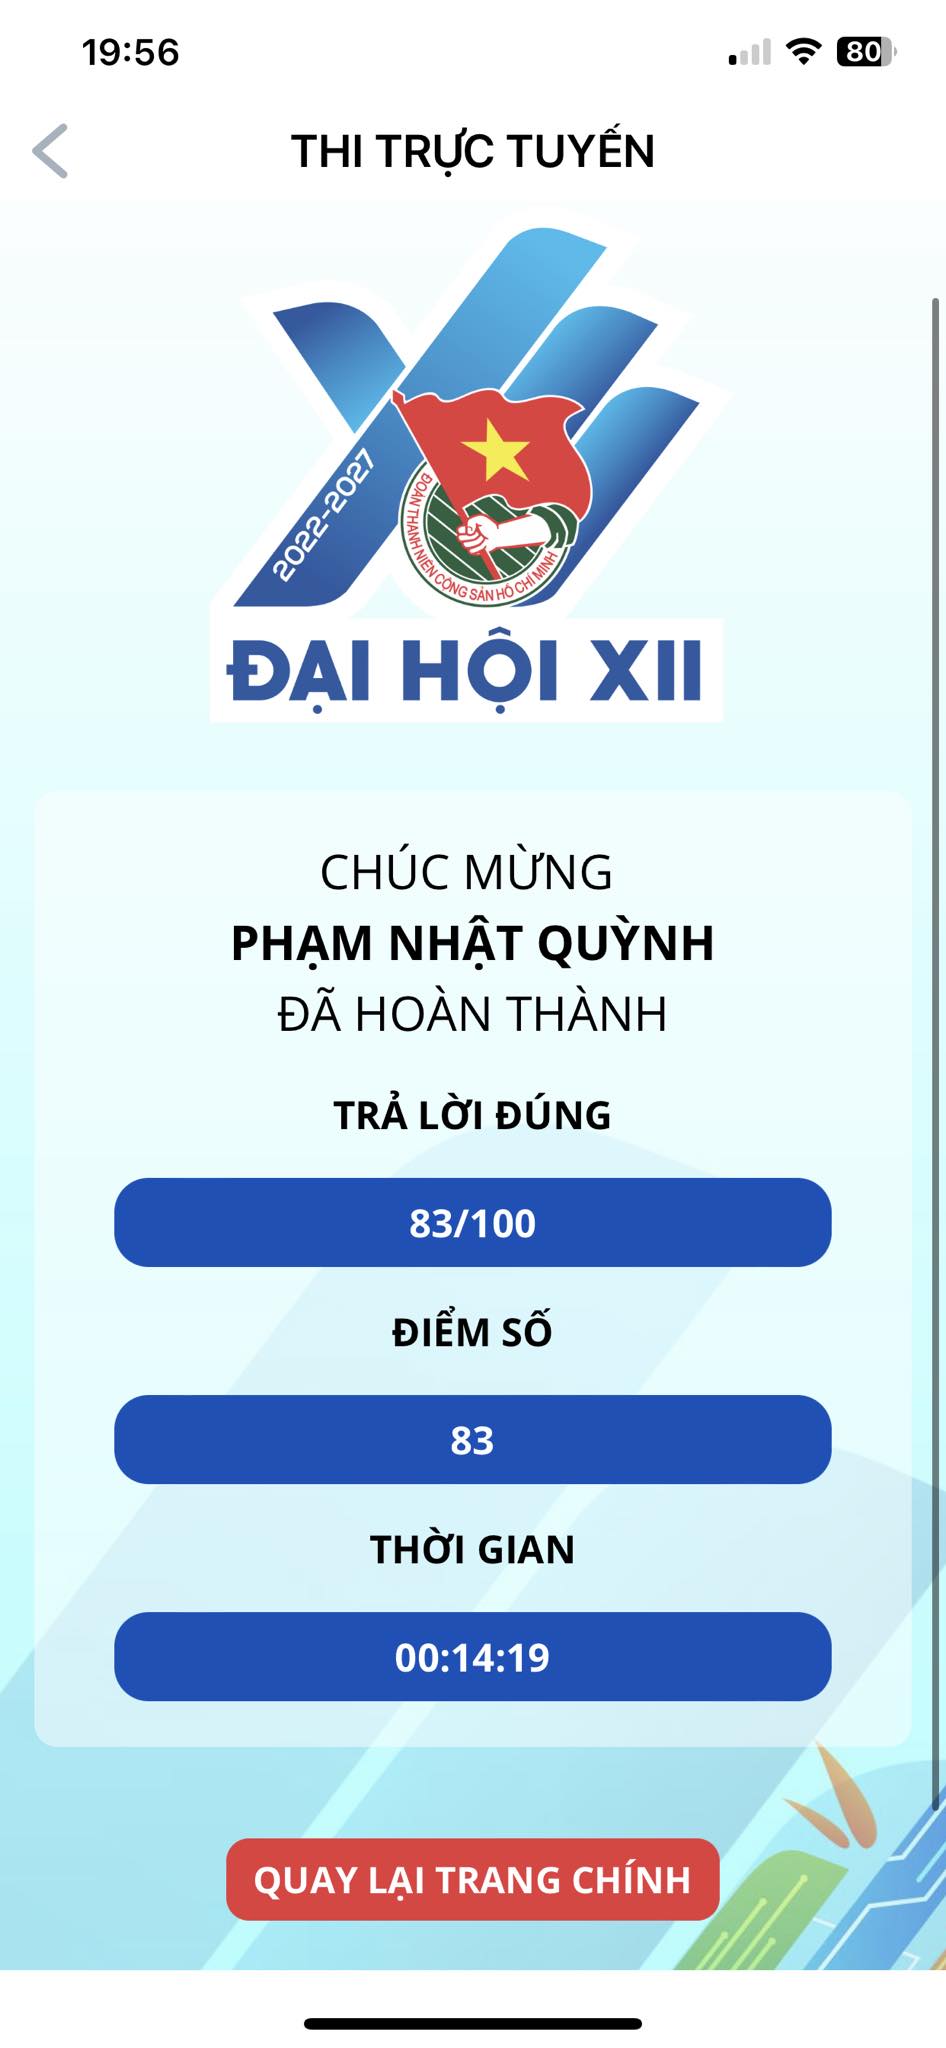 19:56
80
THI TRỰC TUYẾN
2022-2027
ĐOÀN THANH NIÊN CỘNG SẢN HỒ CHÍ MINH
ĐẠI HỘI XII
CHÚC MỪNG
PHẠM NHẬT QUỲNH
ĐÃ HOÀN THÀNH
TRẢ LỜI ĐÚNG
83/100
ĐIỂM SỐ
83
THỜI GIAN
00:14:19
QUAY LẠI TRANG CHÍNH